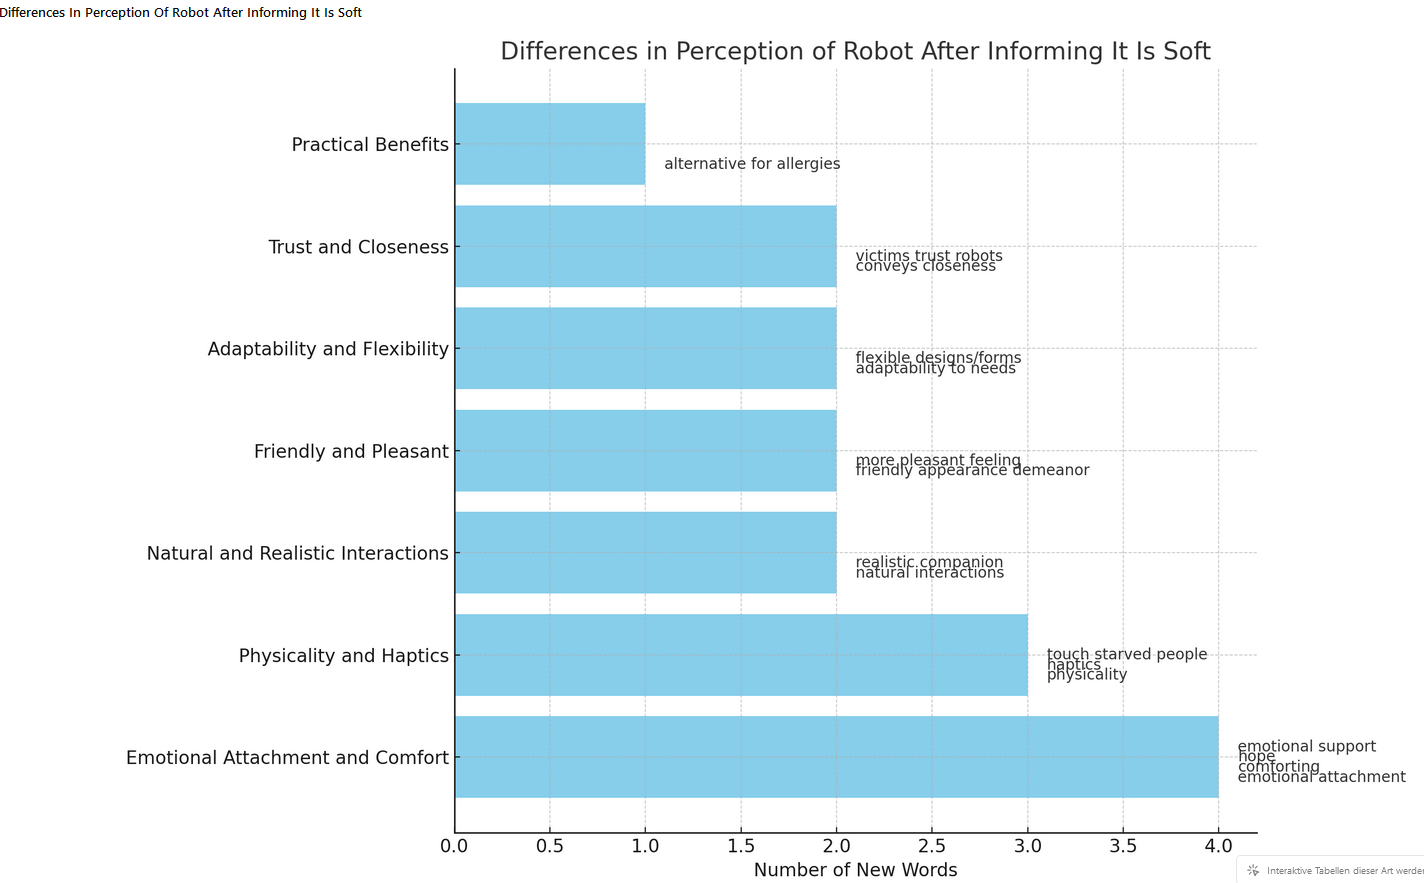 Differences In Perception Of Robot After Informing It Is Soft
Differences in Perception of Robot After Informing It Is Soft
Practical Benefits
alternative for allergies
Trust and Closeness
victims trust robots
conveys closeness
Adaptability and Flexibility
flexible designs/forms
adaptability to needs
Friendly and Pleasant
more pleasant feeling
friendly appearance demeanor
Natural and Realistic Interactions
realistic companion
natural interactions
Physicality and Haptics
touch starved people
haptics
physicality
Emotional Attachment and Comfort
emotional support
hope
comforting
emotional attachment
0.0 0.5 1.0 1.5 2.0 2.5 3.0 3.5 4.0
Number of New Words
Interaktive Tabellen dieser Art werden